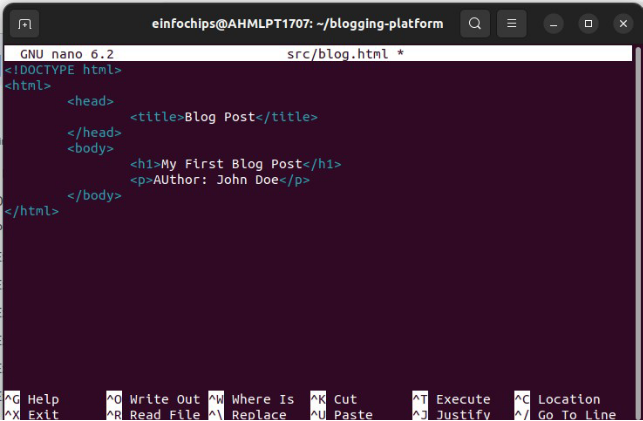 einfochips@AHMLPT1707: ~/blogging-platform
GNU nano 6.2 src/blog.html *
<!DOCTYPE html>
<html>
<head>
<title>Blog Post</title>
</head>
<body>
<h1>My First Blog Post</h1>
<p>AUthor: John Doe</p>
</body>
</html>
^G Help ^O Write Out ^W Where Is ^K Cut ^T Execute ^C Location
^X Exit ^R Read File ^\ Replace ^U Paste ^J Justify ^/ Go To Line